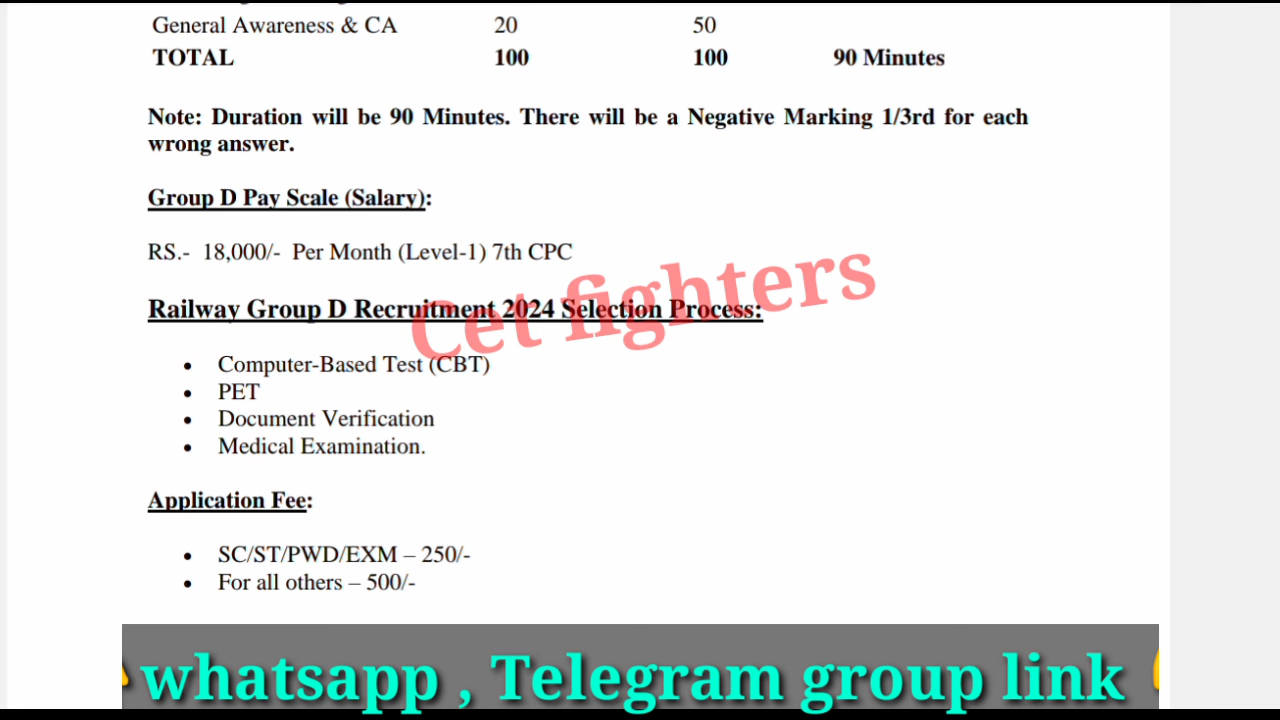 General Awareness & CA 20 50
TOTAL 100 100 90 Minutes
Note: Duration will be 90 Minutes. There will be a Negative Marking 1/3rd for each
wrong answer.
Group D Pay Scale (Salary):
RS.- 18,000/- Per Month (Level-1) 7th CPC
Cet fighters
Railway Group D Recruitment 2024 Selection Process:
• Computer-Based Test (CBT)
• PET
• Document Verification
• Medical Examination.
Application Fee:
• SC/ST/PWD/EXM – 250/-
• For all others – 500/-
whatsapp , Telegram group link